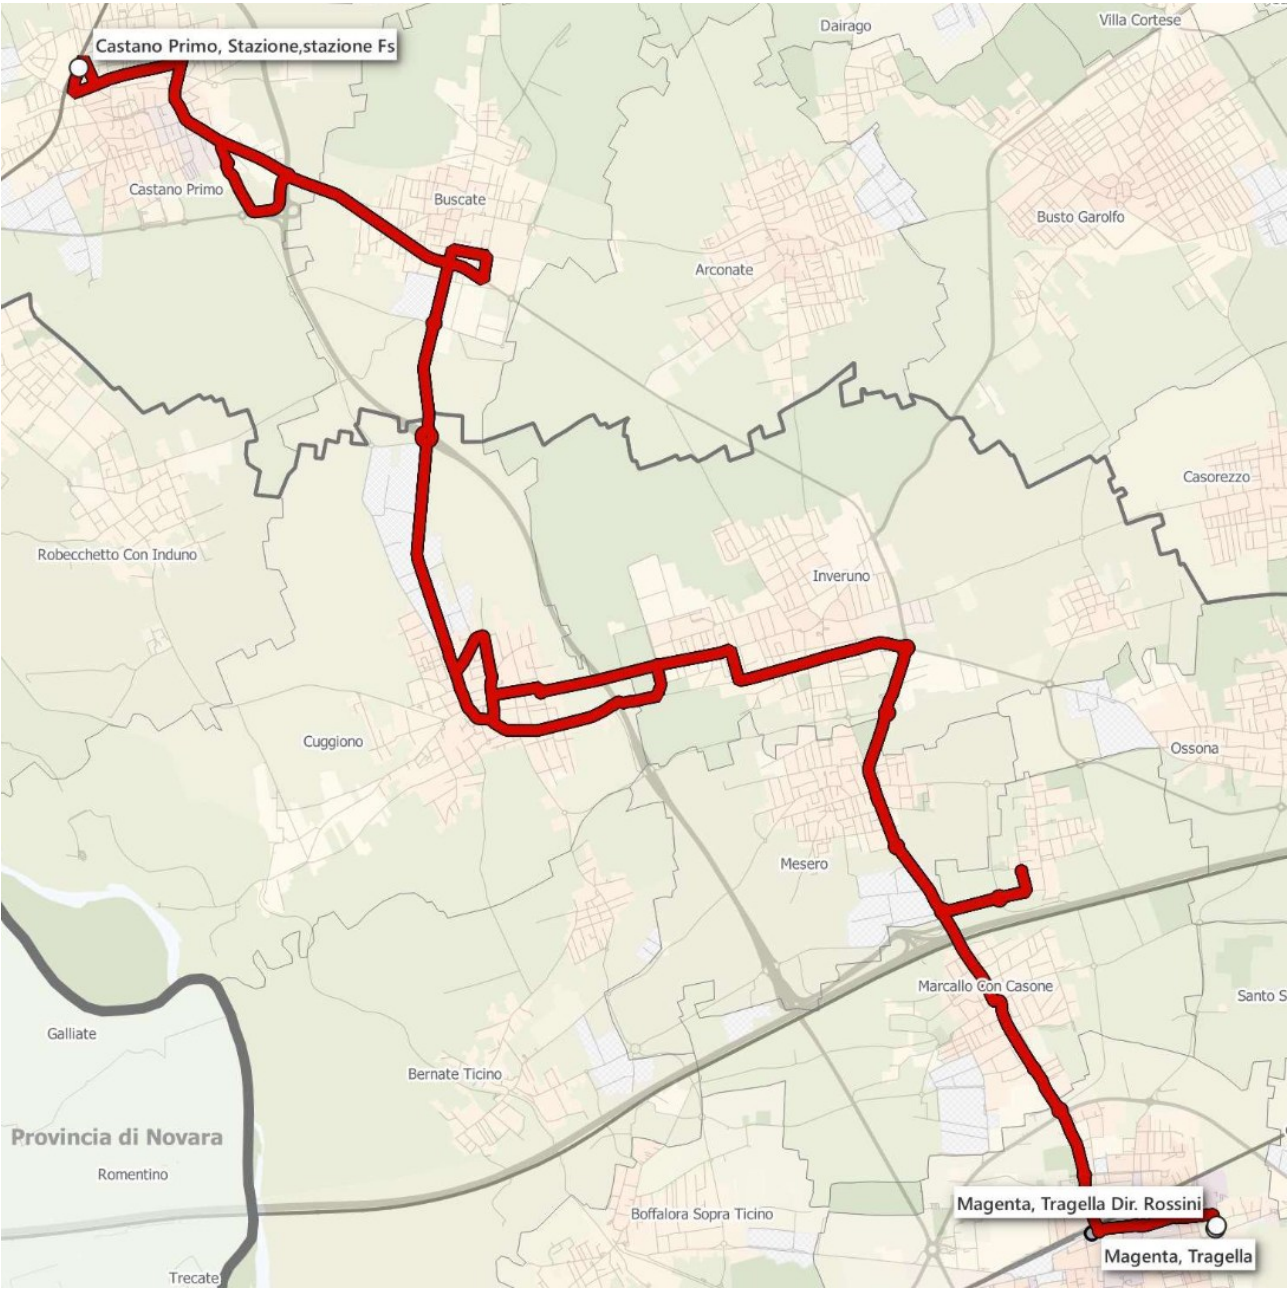 Villa Cortese
Dairago
Castano Primo, Stazione,stazione Fs
Castano Primo
Buscate
Busto Garolfo
Arconate
Casorezzo
Robecchetto Con Induno
Inveruno
Cuggiono
Ossona
Mesero
Marcallo Con Casone
Santo S
Galliate
Bernate Ticino
Provincia di Novara
Romentino
Magenta, Tragella Dir. Rossini
Boffalora Sopra Ticino
Magenta, Tragella
Trecate